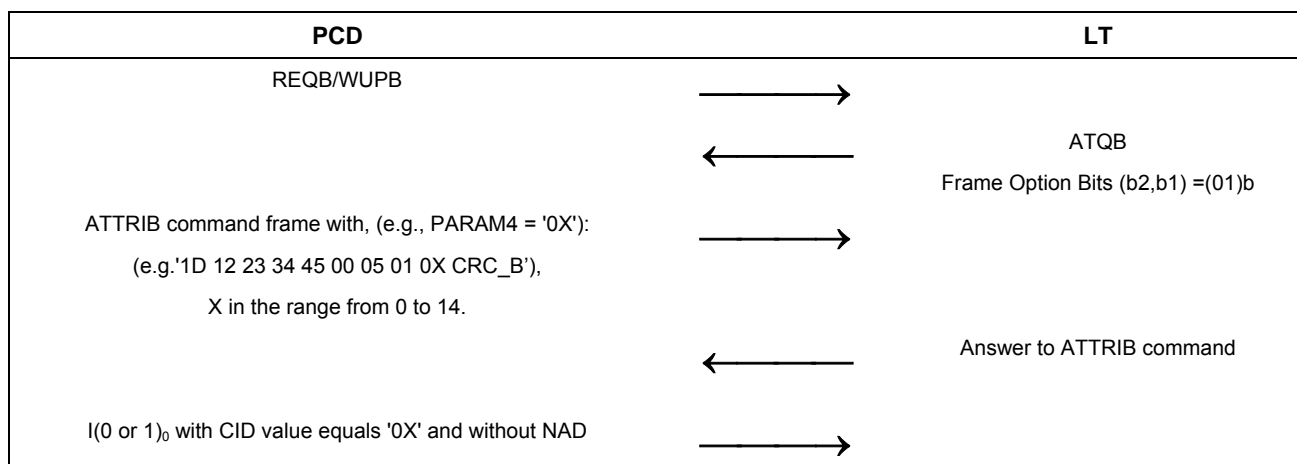 PCD LT
REQB/WUPB
ATQB
Frame Option Bits (b2,b1) =(01)b
ATTRIB command frame with, (e.g., PARAM4 = '0X'):
(e.g.'1D 12 23 34 45 00 05 01 0X CRC_B’),
X in the range from 0 to 14.
Answer to ATTRIB command
I(0 or 1)₀ with CID value equals '0X' and without NAD